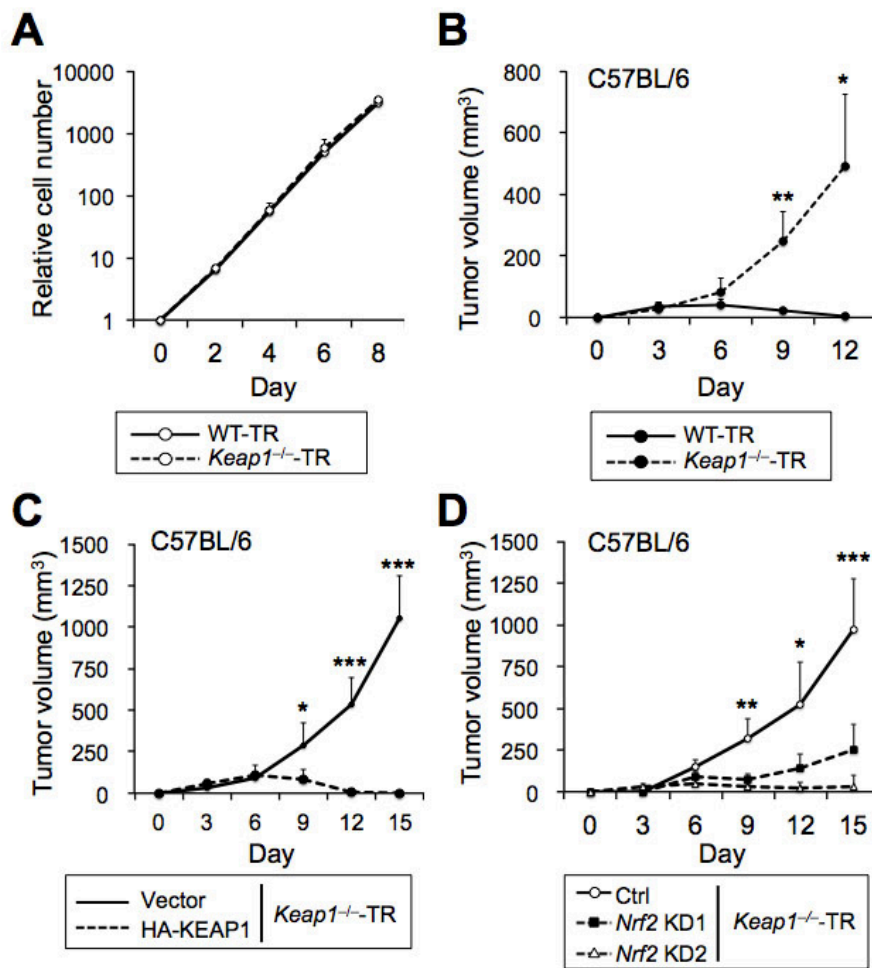 A
Relative cell number
10000
1000
100
10
1
0 2 4 6 8
Day
WT-TR
Keap1–/–-TR
B
C57BL/6
Tumor volume (mm3)
800
600
400
200
0
*
**
0 3 6 9 12
Day
WT-TR
Keap1–/–-TR
C
C57BL/6
Tumor volume (mm3)
1500
1250
1000
750
500
250
0
***
***
*
0 3 6 9 12 15
Day
Vector
HA-KEAP1
Keap1–/–-TR
D
C57BL/6
Tumor volume (mm3)
1500
1250
1000
750
500
250
0
***
*
**
0 3 6 9 12 15
Day
Ctrl
Nrf2 KD1
Nrf2 KD2
Keap1–/–-TR